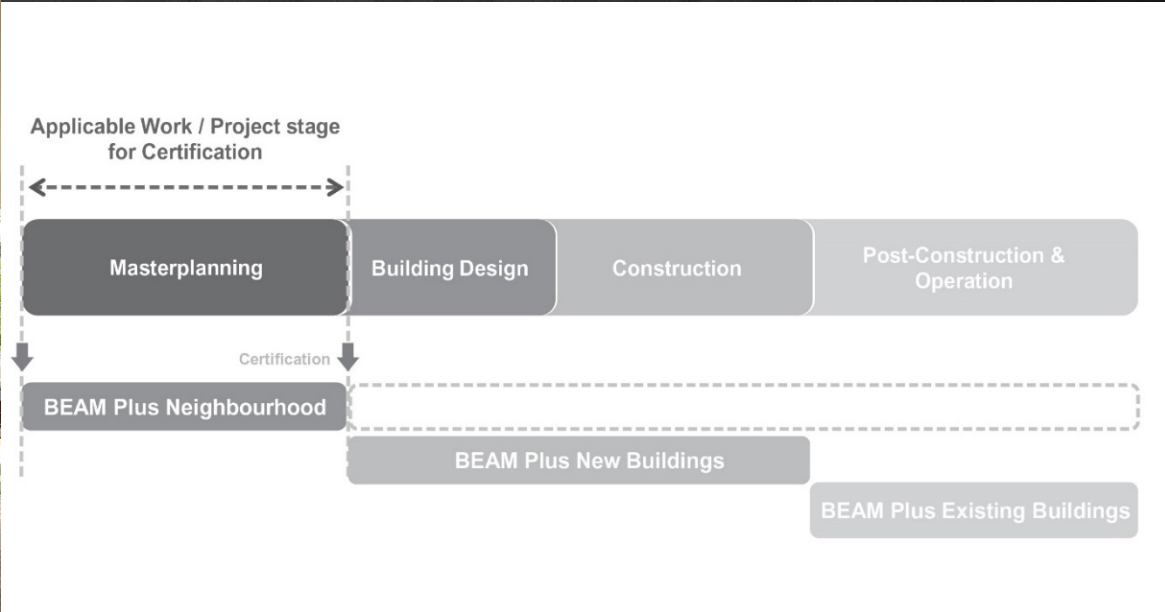 Applicable Work / Project stage
for Certification
Masterplanning
Building Design
Construction
Post-Construction &
Operation
Certification
BEAM Plus Neighbourhood
BEAM Plus New Buildings
BEAM Plus Existing Buildings